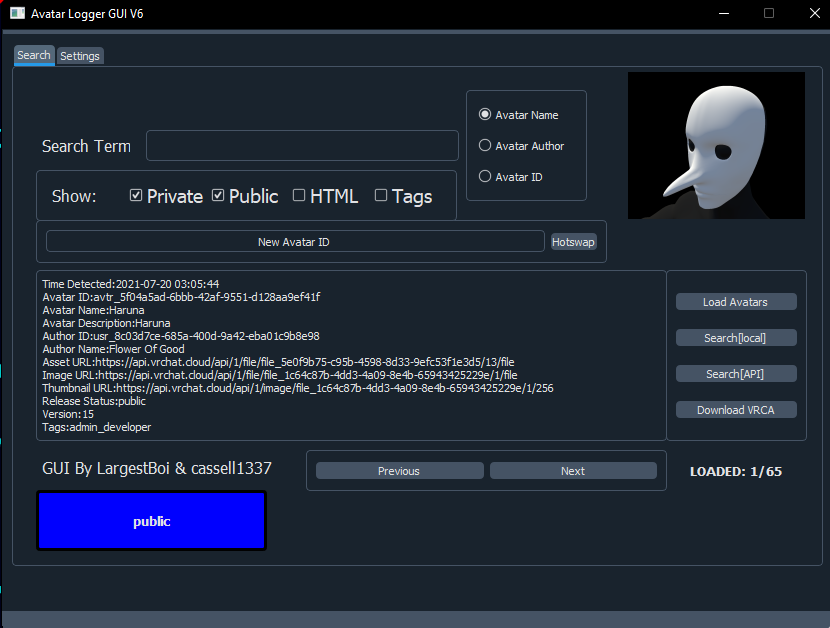 Avatar Logger GUI V6
Search Settings
Search Term
Avatar Name
Avatar Author
Avatar ID
Show: Private Public HTML Tags
New Avatar ID Hotswap
Time Detected:2021-07-20 03:05:44
Avatar ID:avtr_5f04a5ad-6bbb-42af-9551-d128aa9ef41f
Avatar Name:Haruna
Avatar Description:Haruna
Author ID:usr_8c03d7ce-685a-400d-9a42-eba01c9b8e98
Author Name:Flower Of Good
Asset URL:https://api.vrchat.cloud/api/1/file/file_5e0f9b75-c95b-4598-8d33-9efc53f1e3d5/13/file
Image URL:https://api.vrchat.cloud/api/1/file/file_1c64c87b-4dd3-4a09-8e4b-65943425229e/1/file
Thumbnail URL:https://api.vrchat.cloud/api/1/image/file_1c64c87b-4dd3-4a09-8e4b-65943425229e/1/256
Release Status:public
Version:15
Tags:admin_developer
Load Avatars
Search[local]
Search[API]
Download VRCA
GUI By LargestBoi & cassell1337
Previous Next
LOADED: 1/65
public